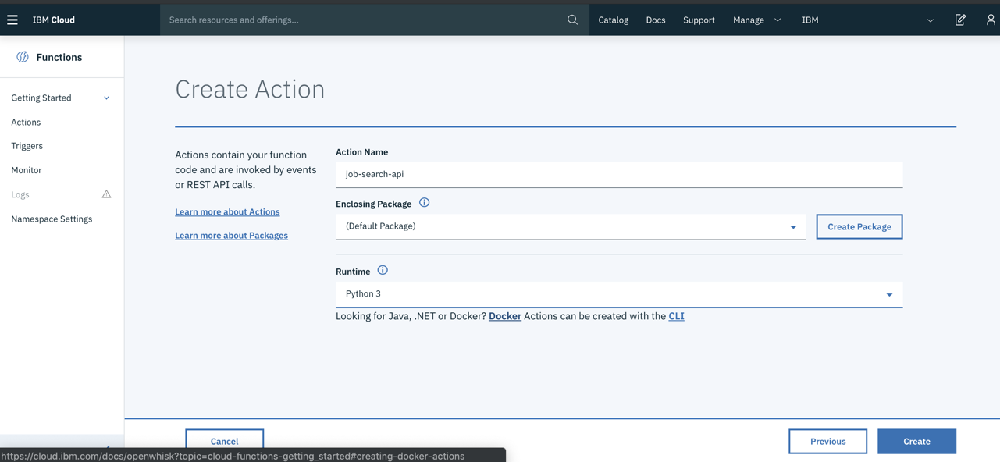 IBM Cloud
Search resources and offerings...
Catalog
Docs
Support
Manage
IBM
Functions
Getting Started
Actions
Triggers
Monitor
Logs
Namespace Settings
Create Action
Actions contain your function
code and are invoked by events
or REST API calls.
Learn more about Actions
Learn more about Packages
Action Name
job-search-api
Enclosing Package
(Default Package)
Create Package
Runtime
Python 3
Looking for Java, .NET or Docker? Docker Actions can be created with the CLI
Cancel
Previous
Create
https://cloud.ibm.com/docs/openwhisk?topic=cloud-functions-getting_started#creating-docker-actions